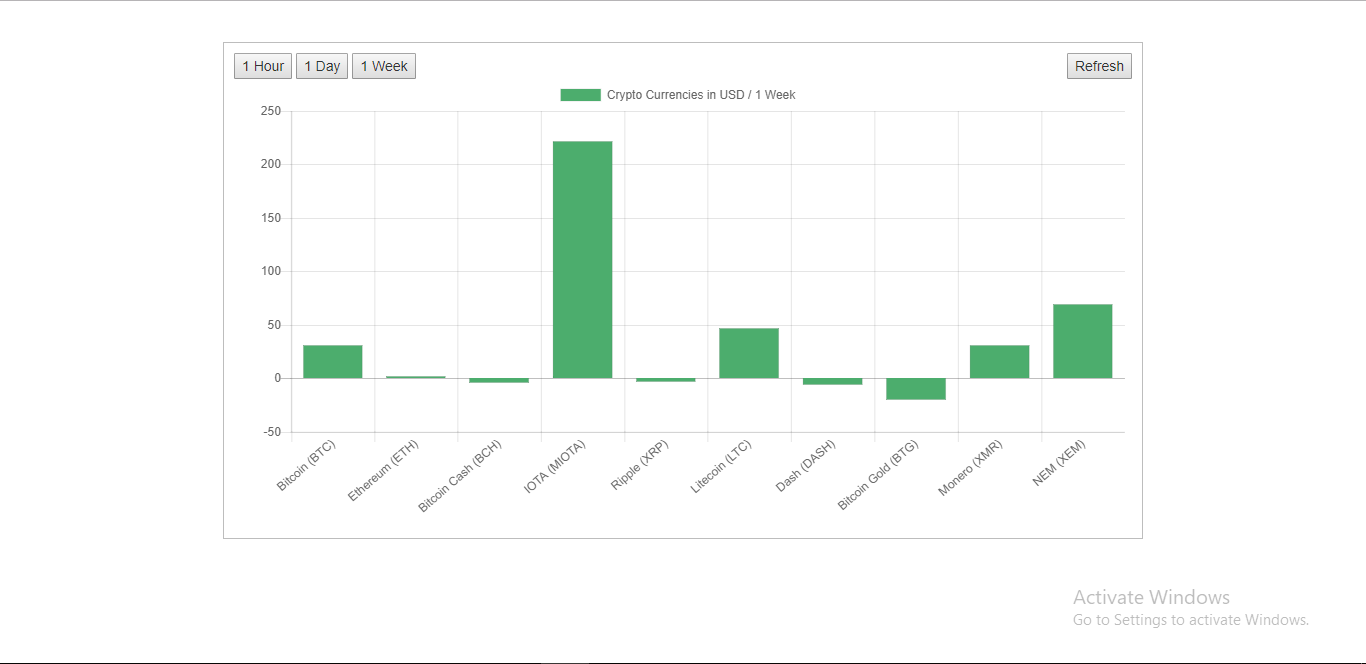 1 Hour 1 Day 1 Week Refresh
Crypto Currencies in USD / 1 Week
250
200
150
100
50
0
-50
Bitcoin (BTC)
Ethereum (ETH)
Bitcoin Cash (BCH)
IOTA (MIOTA)
Ripple (XRP)
Litecoin (LTC)
Dash (DASH)
Bitcoin Gold (BTG)
Monero (XMR)
NEM (XEM)
Activate Windows
Go to Settings to activate Windows.